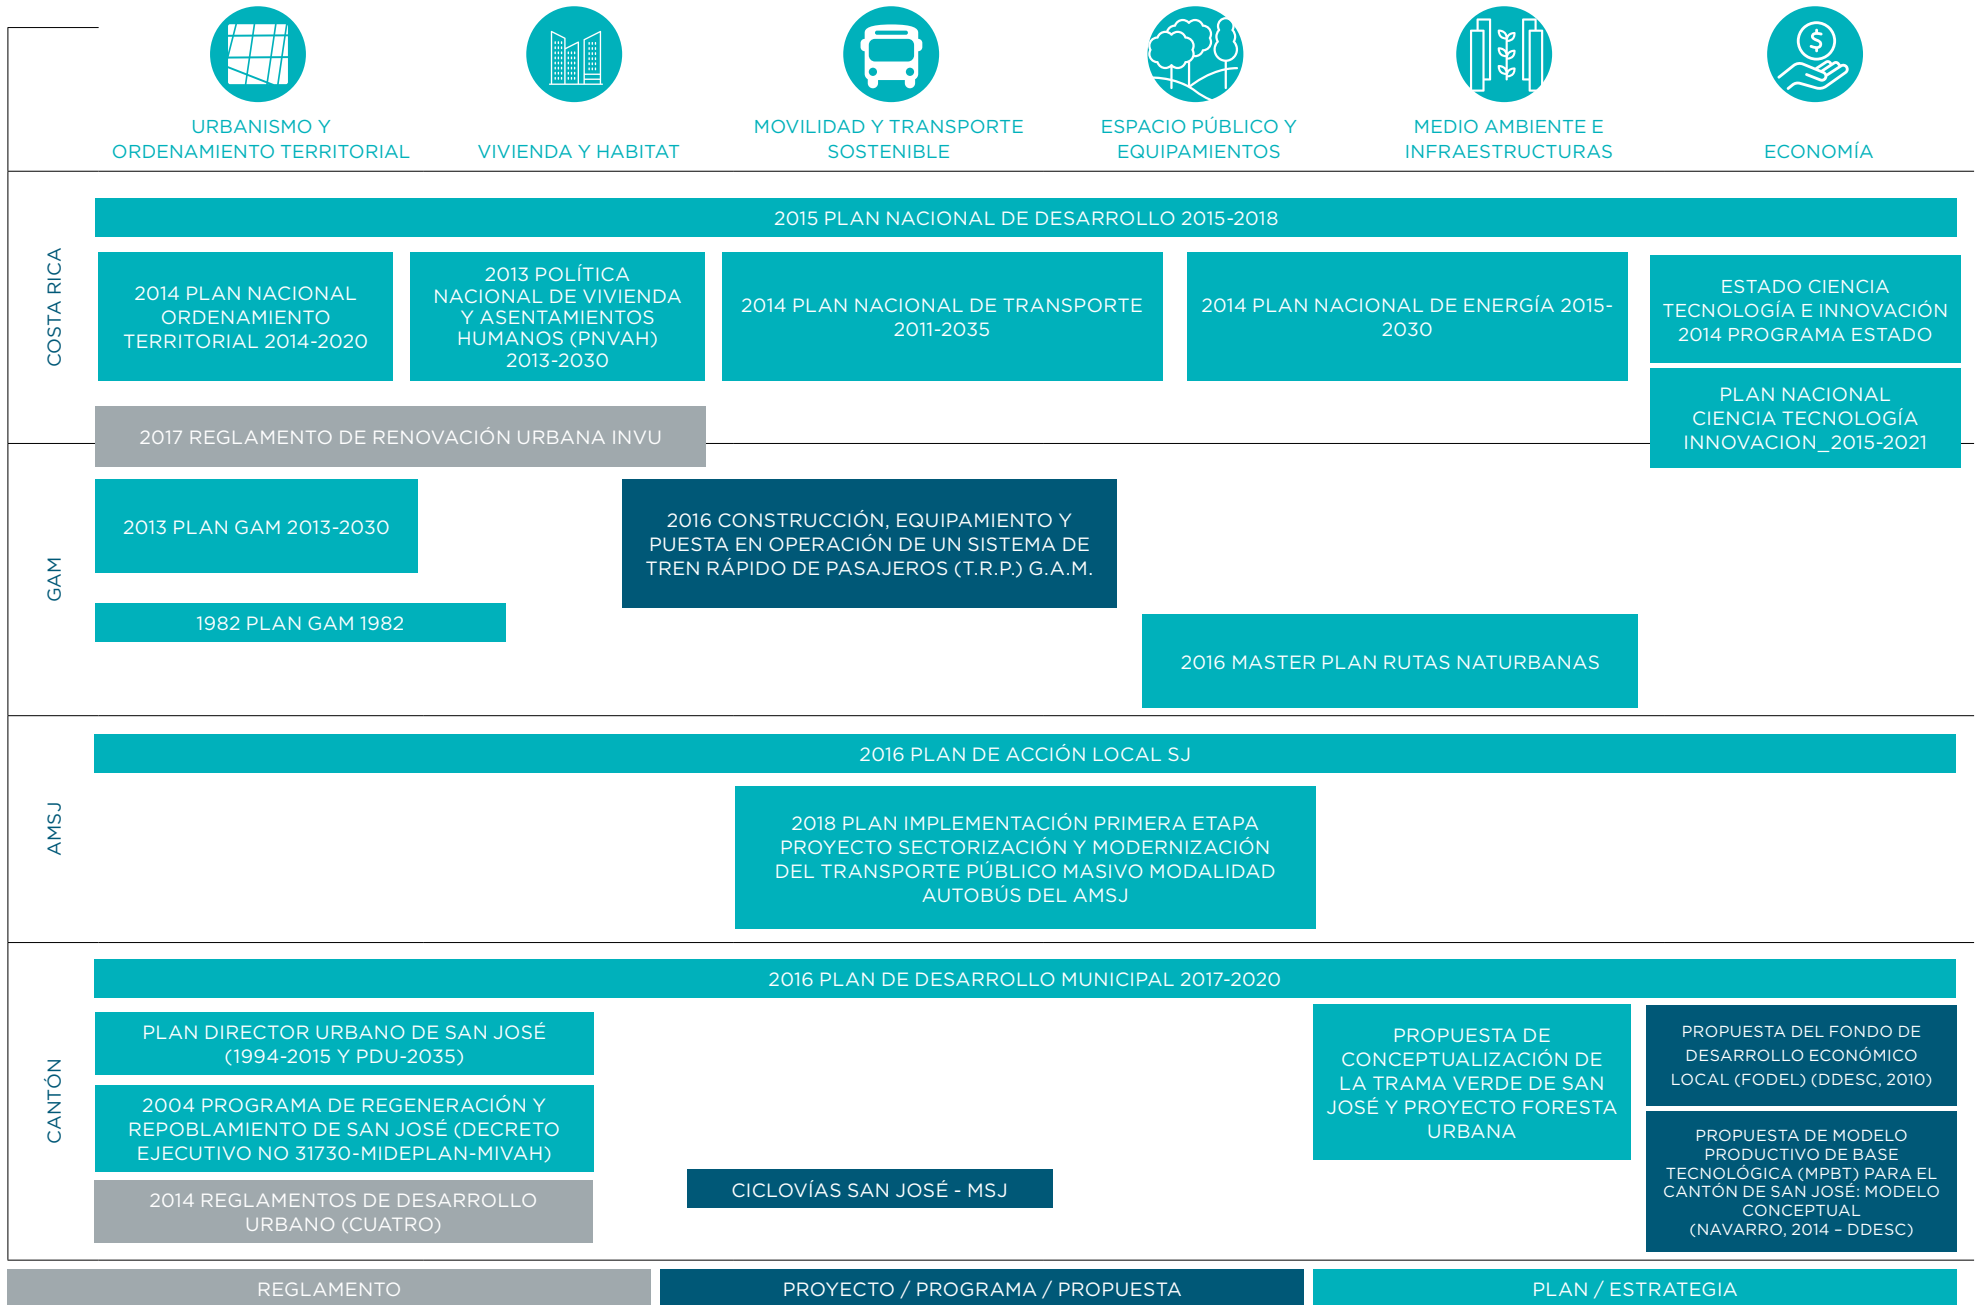 URBANISMO Y
ORDENAMIENTO TERRITORIAL
VIVIENDA Y HABITAT
MOVILIDAD Y TRANSPORTE
SOSTENIBLE
ESPACIO PÚBLICO Y
EQUIPAMIENTOS
MEDIO AMBIENTE E
INFRAESTRUCTURAS
ECONOMÍA
COSTA RICA
2015 PLAN NACIONAL DE DESARROLLO 2015-2018
2014 PLAN NACIONAL
ORDENAMIENTO
TERRITORIAL 2014-2020
2013 POLÍTICA
NACIONAL DE VIVIENDA
Y ASENTAMIENTOS
HUMANOS (PNVAH)
2013-2030
2014 PLAN NACIONAL DE TRANSPORTE
2011-2035
2014 PLAN NACIONAL DE ENERGÍA 2015-
2030
ESTADO CIENCIA
TECNOLOGÍA E INNOVACIÓN
2014 PROGRAMA ESTADO
PLAN NACIONAL
CIENCIA TECNOLOGÍA
INNOVACION_2015-2021
2017 REGLAMENTO DE RENOVACIÓN URBANA INVU
GAM
2013 PLAN GAM 2013-2030
2016 CONSTRUCCIÓN, EQUIPAMIENTO Y
PUESTA EN OPERACIÓN DE UN SISTEMA DE
TREN RÁPIDO DE PASAJEROS (T.R.P.) G.A.M.
1982 PLAN GAM 1982
2016 MASTER PLAN RUTAS NATURBANAS
AMSJ
2016 PLAN DE ACCIÓN LOCAL SJ
2018 PLAN IMPLEMENTACIÓN PRIMERA ETAPA
PROYECTO SECTORIZACIÓN Y MODERNIZACIÓN
DEL TRANSPORTE PÚBLICO MASIVO MODALIDAD
AUTOBÚS DEL AMSJ
CANTÓN
2016 PLAN DE DESARROLLO MUNICIPAL 2017-2020
PLAN DIRECTOR URBANO DE SAN JOSÉ
(1994-2015 Y PDU-2035)
2004 PROGRAMA DE REGENERACIÓN Y
REPOBLAMIENTO DE SAN JOSÉ (DECRETO
EJECUTIVO NO 31730-MIDEPLAN-MIVAH)
2014 REGLAMENTOS DE DESARROLLO
URBANO (CUATRO)
CICLOVÍAS SAN JOSÉ - MSJ
PROPUESTA DE
CONCEPTUALIZACIÓN DE
LA TRAMA VERDE DE SAN
JOSÉ Y PROYECTO FORESTA
URBANA
PROPUESTA DEL FONDO DE
DESARROLLO ECONÓMICO
LOCAL (FODEL) (DDESC, 2010)
PROPUESTA DE MODELO
PRODUCTIVO DE BASE
TECNOLÓGICA (MPBT) PARA EL
CANTÓN DE SAN JOSÉ: MODELO
CONCEPTUAL
(NAVARRO, 2014 – DDESC)
REGLAMENTO
PROYECTO / PROGRAMA / PROPUESTA
PLAN / ESTRATEGIA